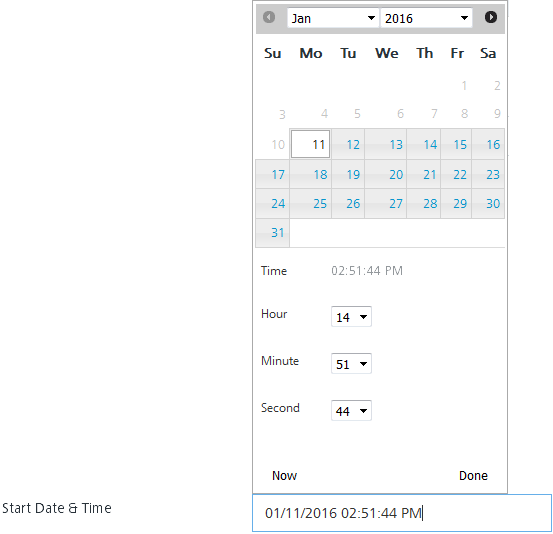 Jan 2016
Su Mo Tu We Th Fr Sa
1 2
3 4 5 6 7 8 9
10 11 12 13 14 15 16
17 18 19 20 21 22 23
24 25 26 27 28 29 30
31
Time 02:51:44 PM
Hour 14
Minute 51
Second 44
Now Done
Start Date & Time 01/11/2016 02:51:44 PM